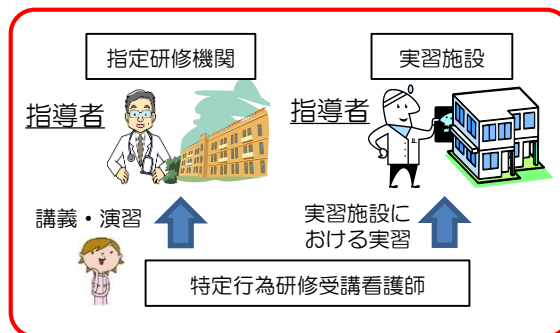 指定研修機関
実習施設
指導者
指導者
講義・演習
実習施設に
おける実習
特定行為研修受講看護師